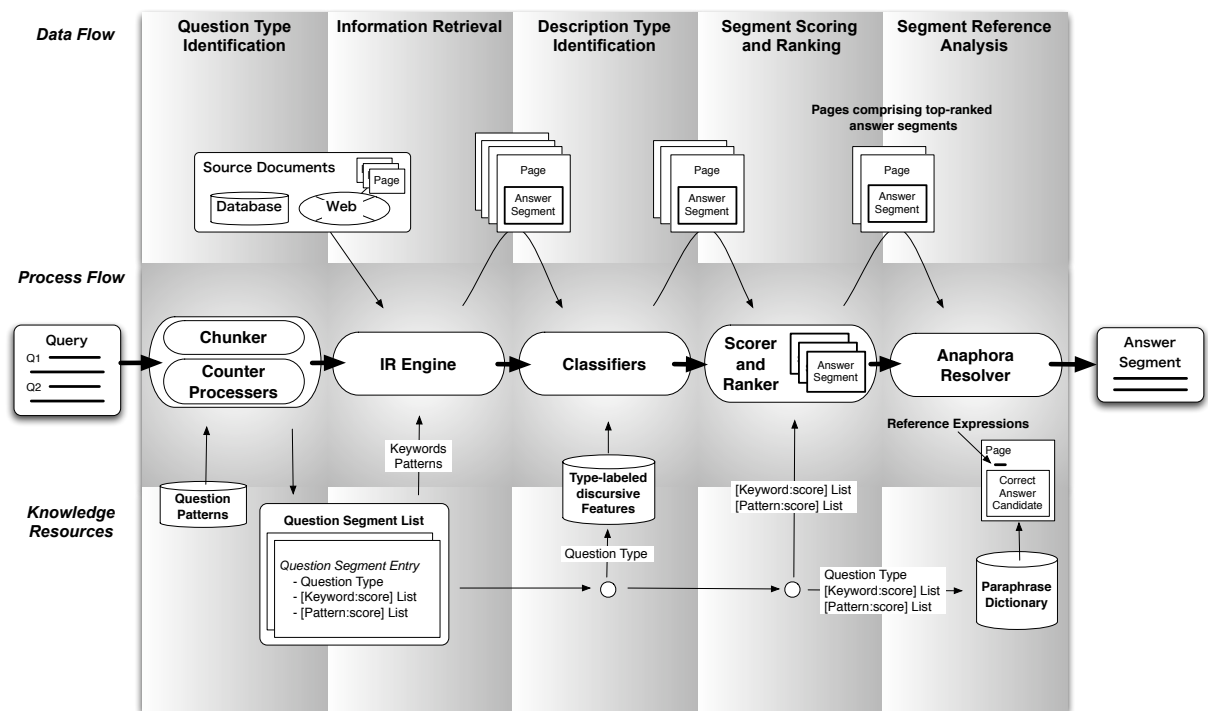 Data Flow
Question Type
Identification
Information Retrieval
Description Type
Identification
Segment Scoring
and Ranking
Segment Reference
Analysis
Source Documents
Database
Web
Page
Page
Answer
Segment
Page
Answer
Segment
Pages comprising top-ranked
answer segments
Page
Answer
Segment
Process Flow
Query
Q1
Q2
Chunker
Counter
Processers
IR Engine
Classifiers
Scorer
and
Ranker
Answer
Segment
Anaphora
Resolver
Answer
Segment
Knowledge
Resources
Question
Patterns
Keywords
Patterns
Question Segment List
Question Segment Entry
- Question Type
- [Keyword:score] List
- [Pattern:score] List
Type-labeled
discursive
Features
Question Type
[Keyword:score] List
[Pattern:score] List
Question Type
[Keyword:score] List
[Pattern:score] List
Reference Expressions
Page
Correct
Answer
Candidate
Paraphrase
Dictionary